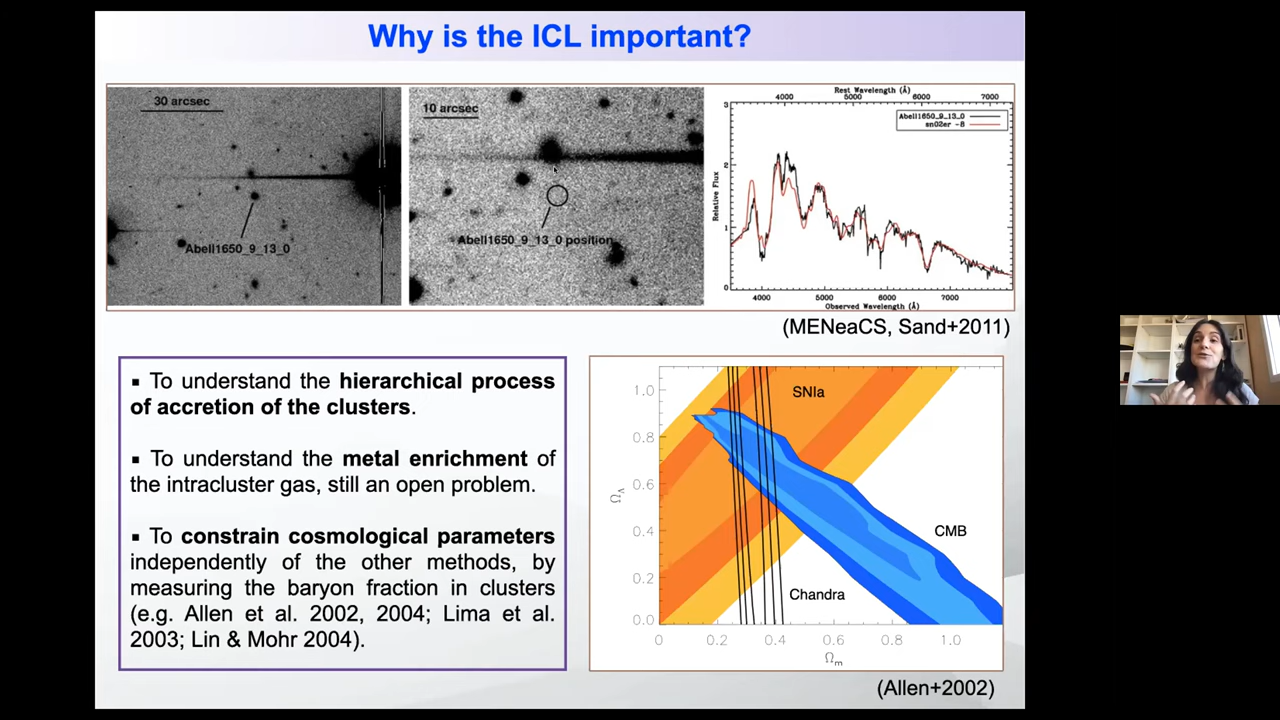 Why is the ICL important?
30 arcsec
Abell1650_9_13_0
10 arcsec
Abell1650_9_13_0 position
Rest Wavelength (Å)
4000 5000 6000 7000
3
2
1
0
Relative Flux
Abell1650_9_13_0
sn02er -8
4000 5000 6000 7000
Observed Wavelength (Å)
(MENeaCS, Sand+2011)
▪ To understand the hierarchical process
of accretion of the clusters.
▪ To understand the metal enrichment of
the intracluster gas, still an open problem.
▪ To constrain cosmological parameters
independently of the other methods, by
measuring the baryon fraction in clusters
(e.g. Allen et al. 2002, 2004; Lima et al.
2003; Lin & Mohr 2004).
1.0
0.8
0.6
0.4
0.2
0.0
ΩΛ
SNIa
CMB
Chandra
0 0.2 0.4 0.6 0.8 1.0
Ωm
(Allen+2002)